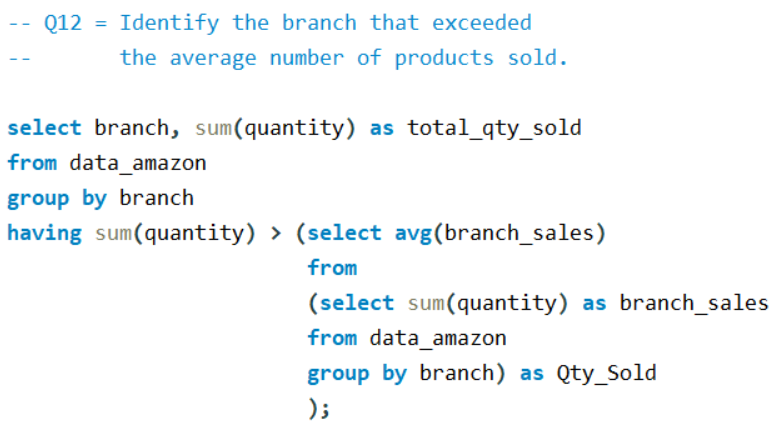 -- Q12 = Identify the branch that exceeded
--       the average number of products sold.
select branch, sum(quantity) as total_qty_sold
from data_amazon
group by branch
having sum(quantity) > (select avg(branch_sales)
from
(select sum(quantity) as branch_sales
from data_amazon
group by branch) as Qty_Sold
);